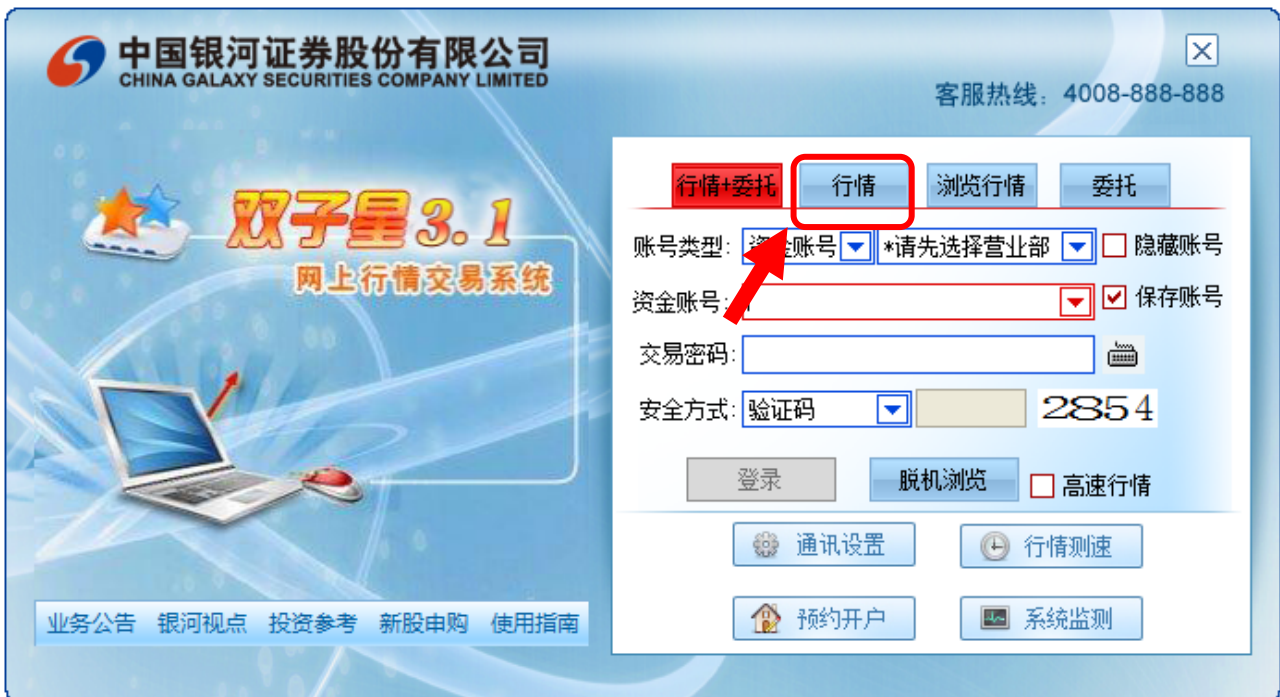 中国银河证券股份有限公司
CHINA GALAXY SECURITIES COMPANY LIMITED
客服热线：4008-888-888
双子星3.1
网上行情交易系统
行情+委托 行情 浏览行情 委托
账号类型: 资金账号 *请先选择营业部 隐藏账号
资金账号: 保存账号
交易密码:
安全方式: 验证码 2854
登录 脱机浏览 高速行情
通讯设置 行情测速
预约开户 系统监测
业务公告 银河视点 投资参考 新股申购 使用指南